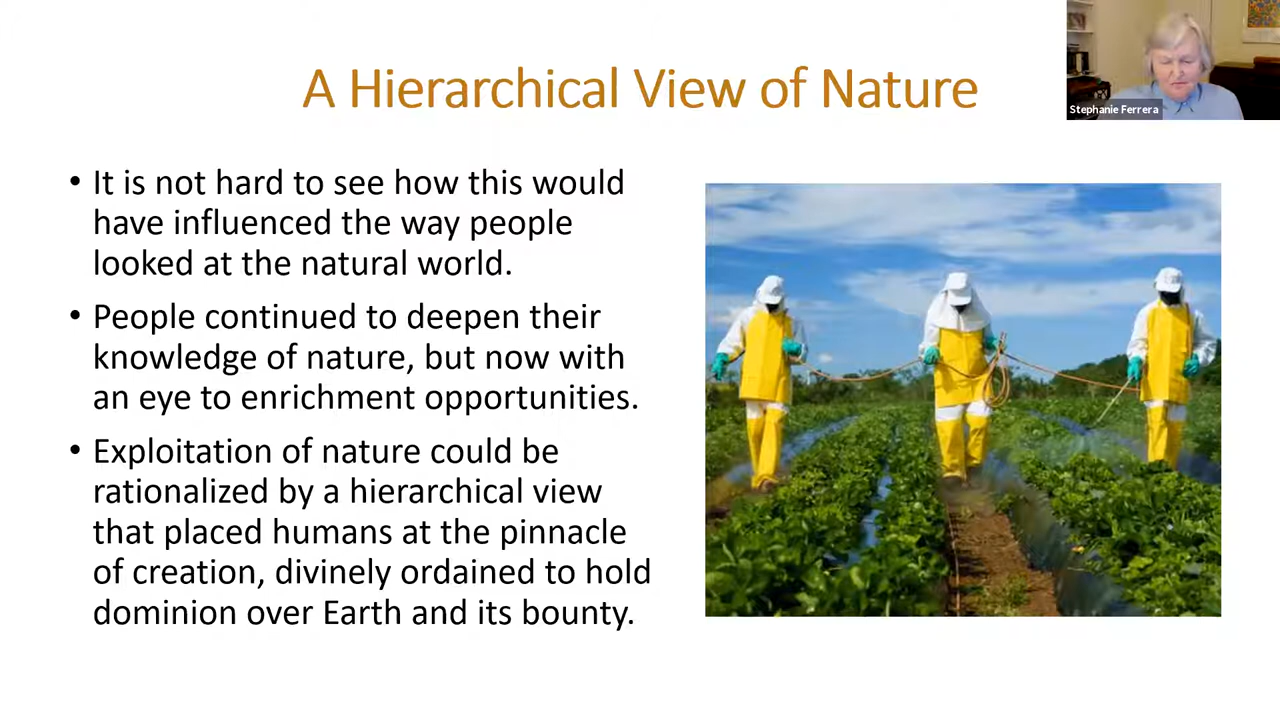 A Hierarchical View of Nature
Stephanie Ferrera
• It is not hard to see how this would
have influenced the way people
looked at the natural world.
• People continued to deepen their
knowledge of nature, but now with
an eye to enrichment opportunities.
• Exploitation of nature could be
rationalized by a hierarchical view
that placed humans at the pinnacle
of creation, divinely ordained to hold
dominion over Earth and its bounty.